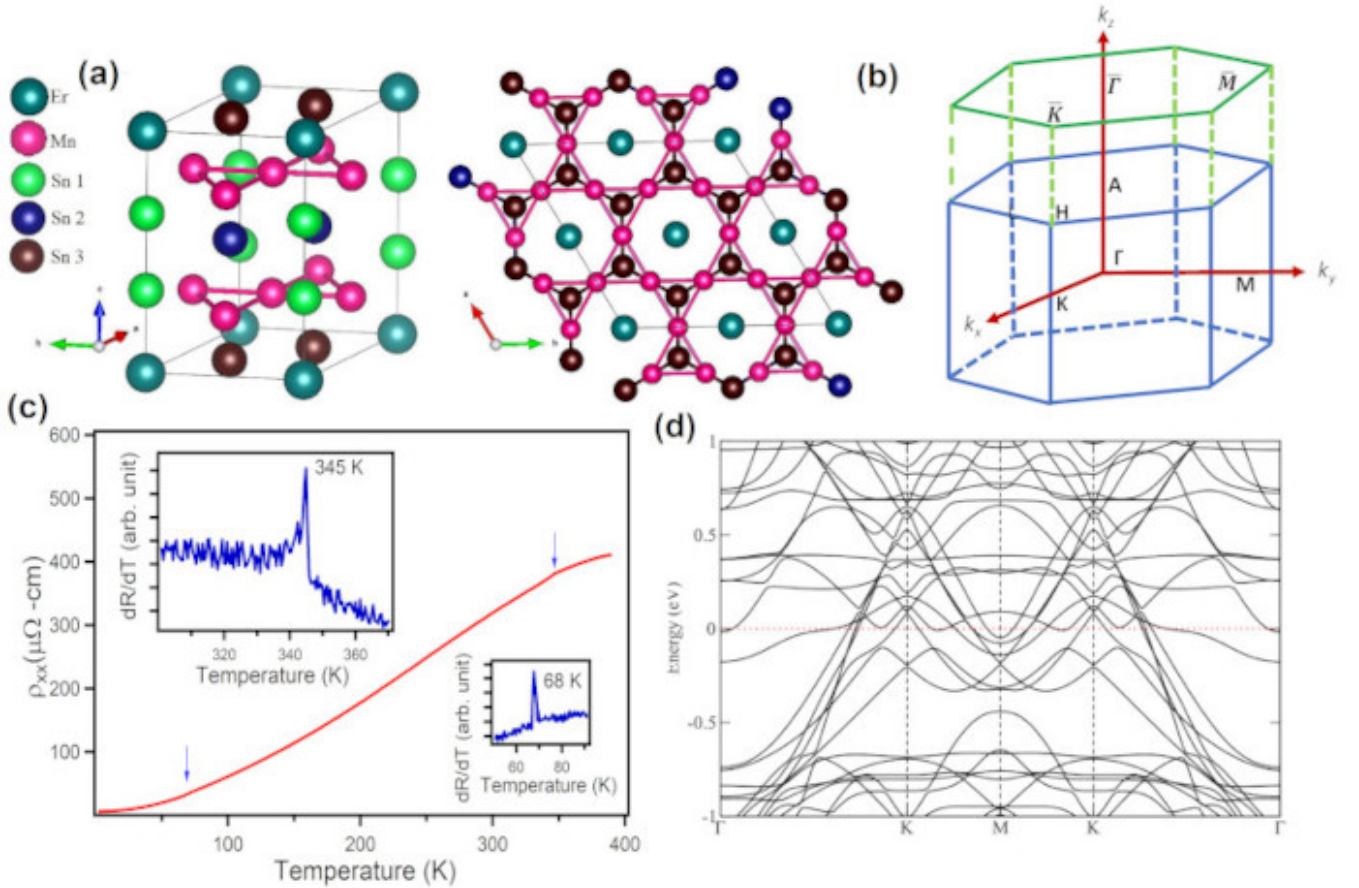 (a)
Er
Mn
Sn 1
Sn 2
Sn 3
c
b
a
a
b
(b)
k_z
Γ̅
M̅
K̅
A
H
Γ
M
k_y
K
k_x
(c)
ρxx(μΩ -cm)
600
500
400
300
200
100
100
200
300
400
Temperature (K)
345 K
dR/dT (arb. unit)
320
340
360
Temperature (K)
68 K
dR/dT (arb. unit)
60
80
Temperature (K)
(d)
Energy (eV)
1
0.5
0
-0.5
-1
Γ
K
M
K
Γ